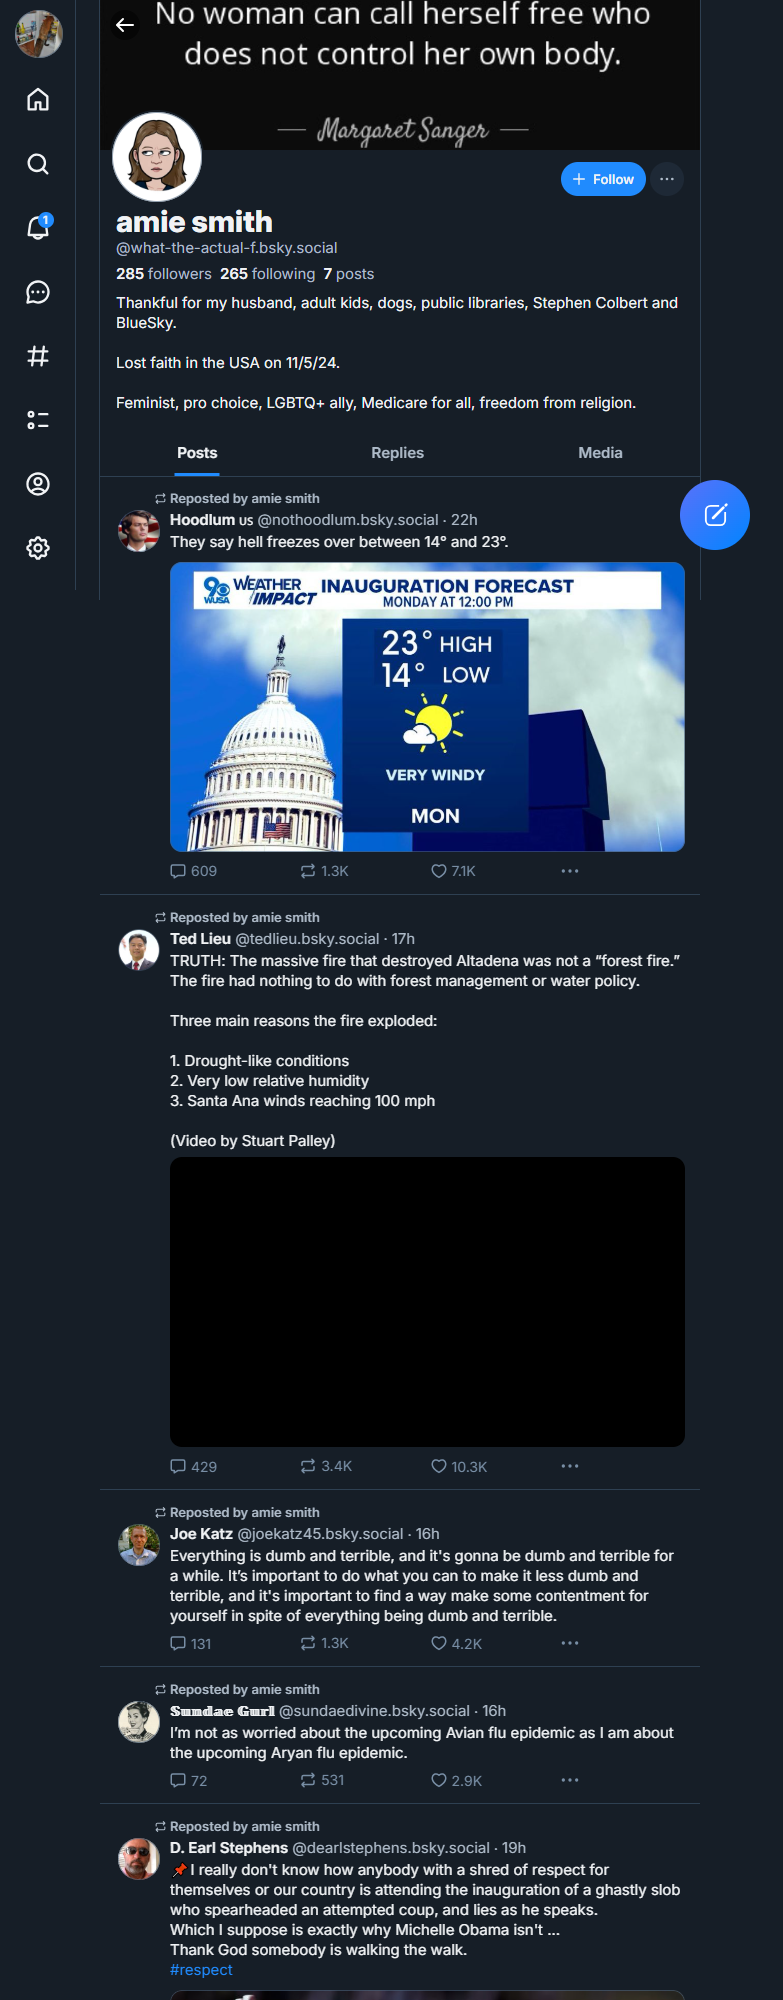 No woman can call herself free who
does not control her own body.
Margaret Sanger
+ Follow
1
amie smith
@what-the-actual-f.bsky.social
285 followers 265 following 7 posts
Thankful for my husband, adult kids, dogs, public libraries, Stephen Colbert and
BlueSky.
Lost faith in the USA on 11/5/24.
Feminist, pro choice, LGBTQ+ ally, Medicare for all, freedom from religion.
Posts Replies Media
Reposted by amie smith
Hoodlum us @nothoodlum.bsky.social · 22h
They say hell freezes over between 14° and 23°.
9 WUSA WEATHER IMPACT INAUGURATION FORECAST
MONDAY AT 12:00 PM
23° HIGH
14° LOW
VERY WINDY
MON
609 1.3K 7.1K
Reposted by amie smith
Ted Lieu @tedlieu.bsky.social · 17h
TRUTH: The massive fire that destroyed Altadena was not a “forest fire.”
The fire had nothing to do with forest management or water policy.
Three main reasons the fire exploded:
1. Drought-like conditions
2. Very low relative humidity
3. Santa Ana winds reaching 100 mph
(Video by Stuart Palley)
429 3.4K 10.3K
Reposted by amie smith
Joe Katz @joekatz45.bsky.social · 16h
Everything is dumb and terrible, and it's gonna be dumb and terrible for
a while. It’s important to do what you can to make it less dumb and
terrible, and it's important to find a way make some contentment for
yourself in spite of everything being dumb and terrible.
131 1.3K 4.2K
Reposted by amie smith
𝕾undae 𝕲url @sundaedivine.bsky.social · 16h
I’m not as worried about the upcoming Avian flu epidemic as I am about
the upcoming Aryan flu epidemic.
72 531 2.9K
Reposted by amie smith
D. Earl Stephens @dearlstephens.bsky.social · 19h
📌I really don't know how anybody with a shred of respect for
themselves or our country is attending the inauguration of a ghastly slob
who spearheaded an attempted coup, and lies as he speaks.
Which I suppose is exactly why Michelle Obama isn't ...
Thank God somebody is walking the walk.
#respect